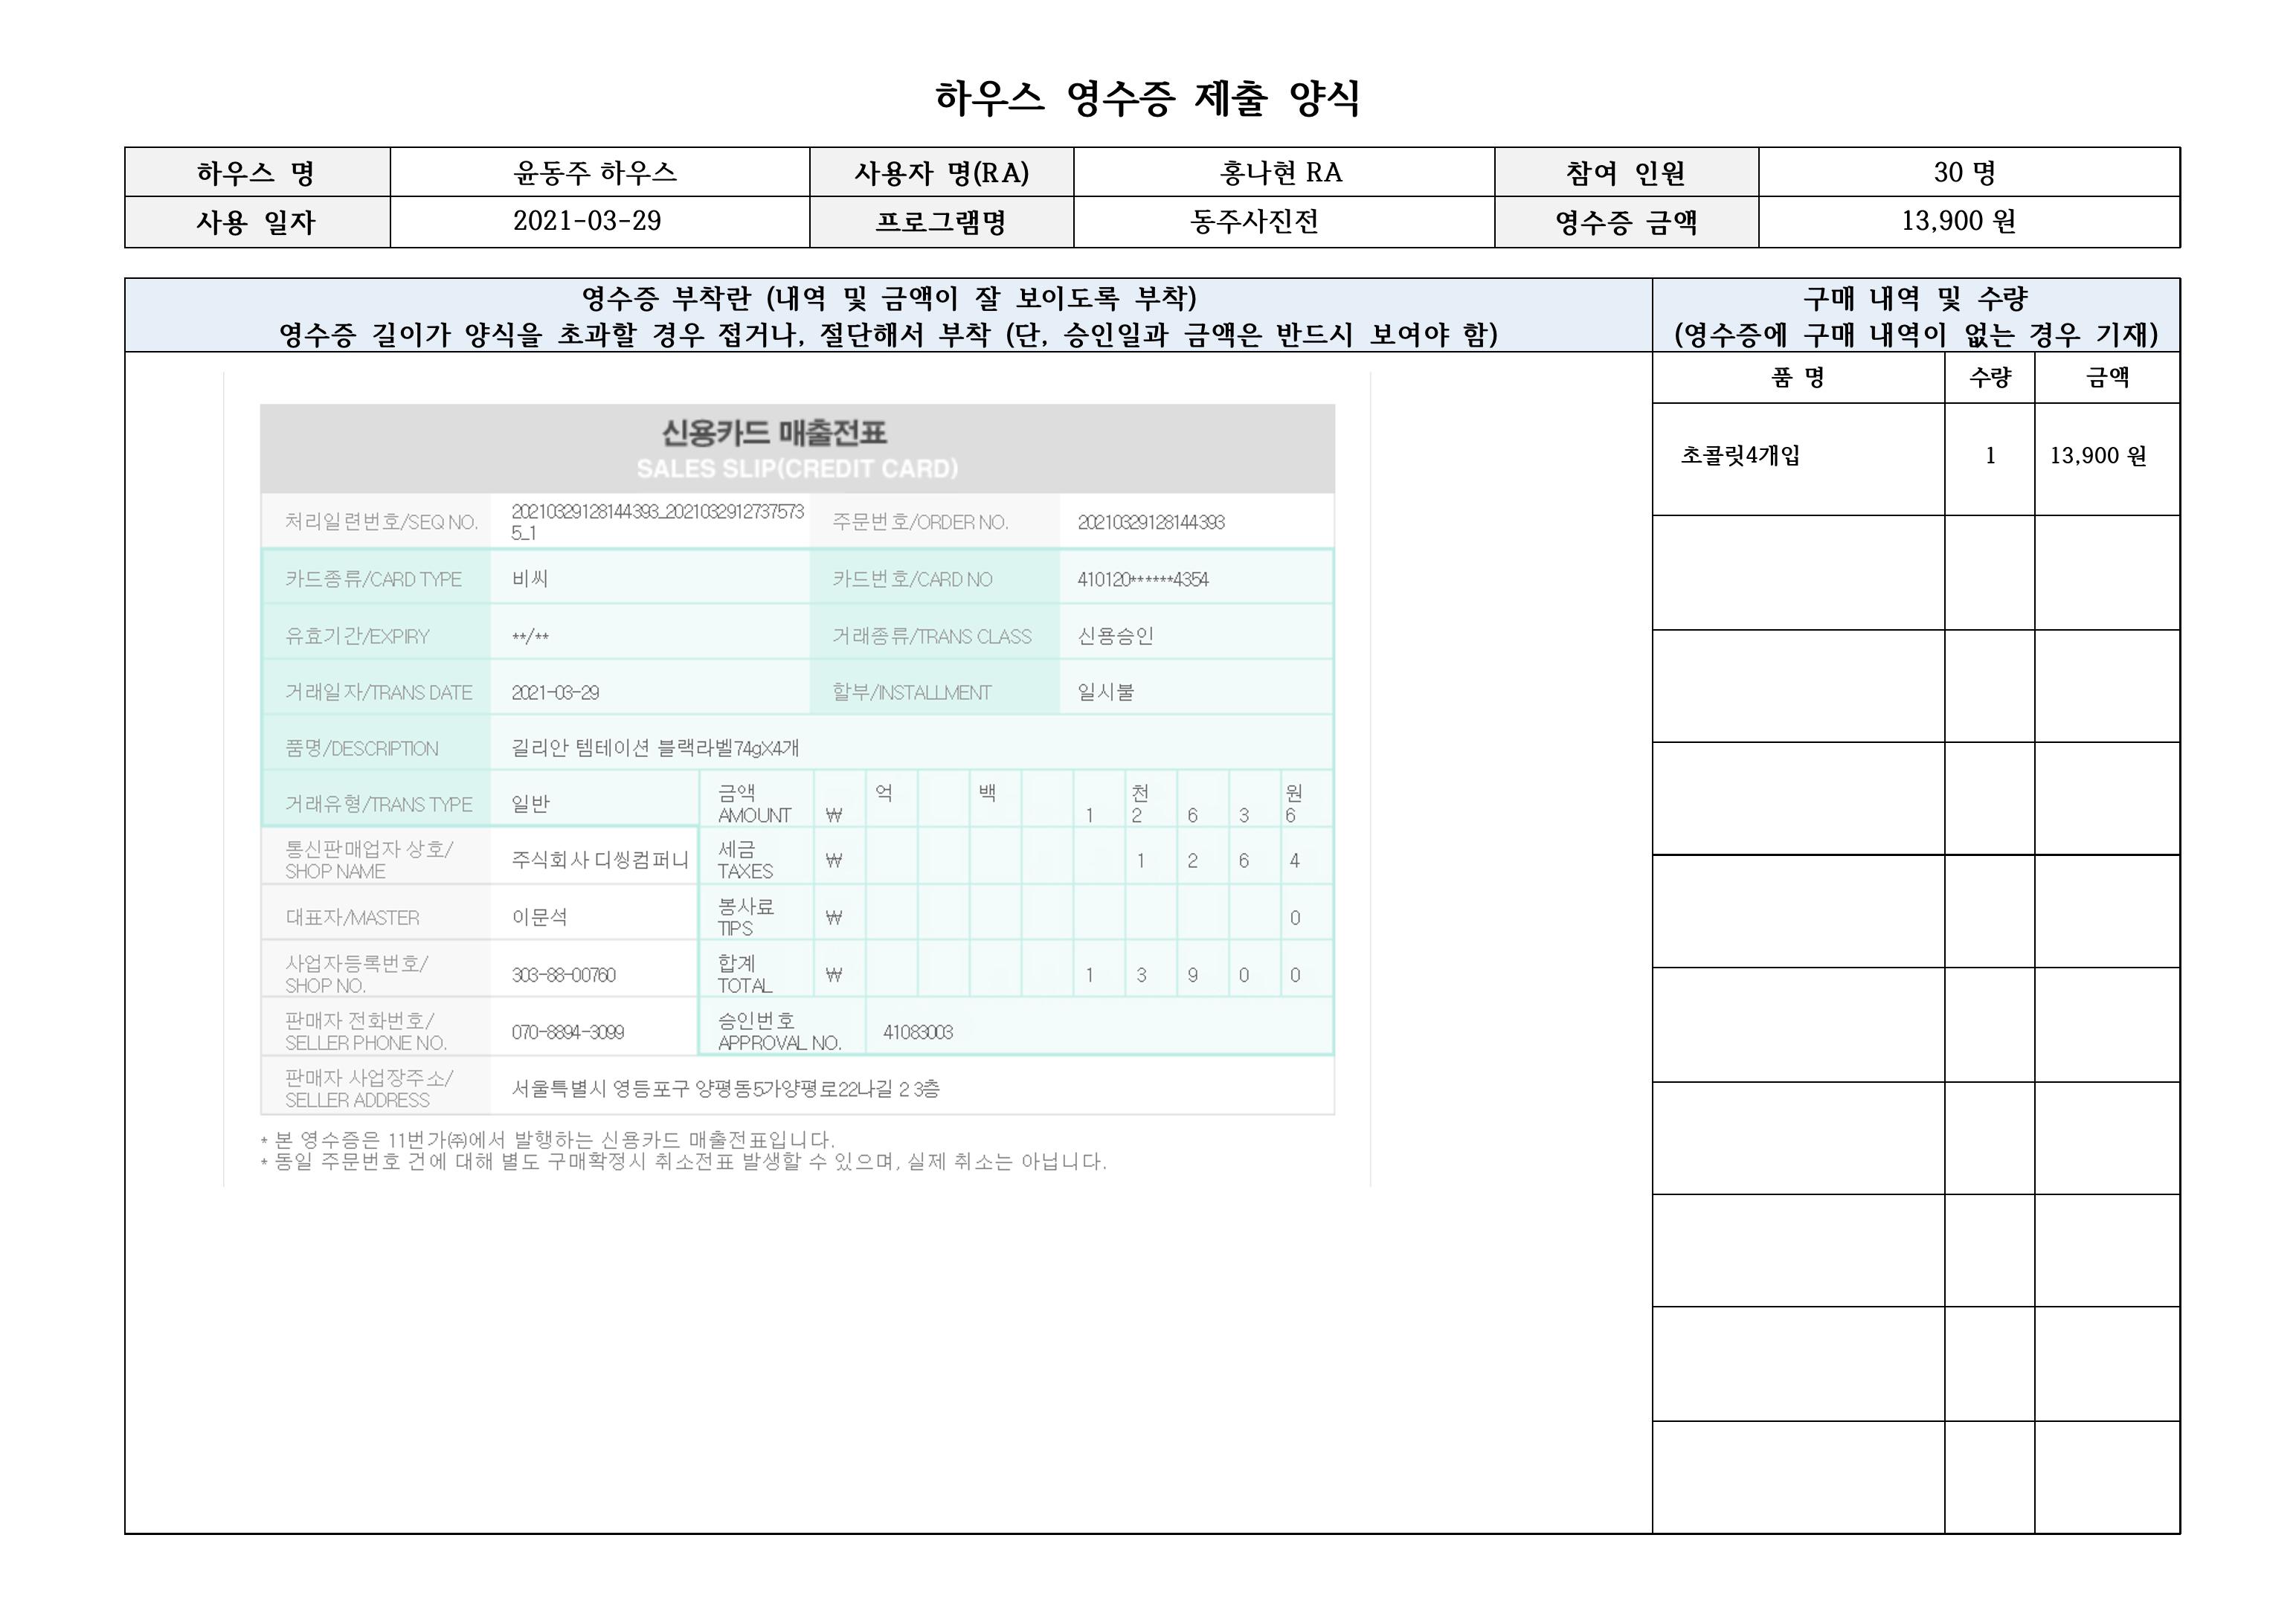 하우스 영수증 제출 양식
하우스 명 윤동주 하우스 사용자 명(RA) 홍나현 RA 참여 인원 30 명
사용 일자 2021-03-29 프로그램명 동주사진전 영수증 금액 13,900 원
영수증 부착란 (내역 및 금액이 잘 보이도록 부착)
영수증 길이가 양식을 초과할 경우 접거나, 절단해서 부착 (단, 승인일과 금액은 반드시 보여야 함)
구매 내역 및 수량
(영수증에 구매 내역이 없는 경우 기재)
품 명 수량 금액
초콜릿4개입 1 13,900 원
신용카드 매출전표
SALES SLIP(CREDIT CARD)
처리일련번호/SEQ NO. 20210329128144393_2021032912737573
5_1
주문번호/ORDER NO. 20210329128144393
카드종류/CARD TYPE 비씨 카드번호/CARD NO 410120******4354
유효기간/EXPIRY **/** 거래종류/TRANS CLASS 신용승인
거래일자/TRANS DATE 2021-03-29 할부/INSTALLMENT 일시불
품명/DESCRIPTION 길리안 템테이션 블랙라벨74gX4개
거래유형/TRANS TYPE 일반
금액 억 백 천 원
AMOUNT ₩ 1 2 6 3 6
통신판매업자 상호/
SHOP NAME
주식회사 디씽컴퍼니
세금
TAXES
₩ 1 2 6 4
대표자/MASTER 이문석
봉사료
TIPS
₩ 0
사업자등록번호/
SHOP NO.
303-88-00760
합계
TOTAL
₩ 1 3 9 0 0
판매자 전화번호/
SELLER PHONE NO.
070-8894-3099
승인번호
APPROVAL NO.
41083003
판매자 사업장주소/
SELLER ADDRESS
서울특별시 영등포구 양평동5가양평로22나길 2 3층
* 본 영수증은 11번가(주)에서 발행하는 신용카드 매출전표입니다.
* 동일 주문번호 건에 대해 별도 구매확정시 취소전표 발생할 수 있으며, 실제 취소는 아닙니다.